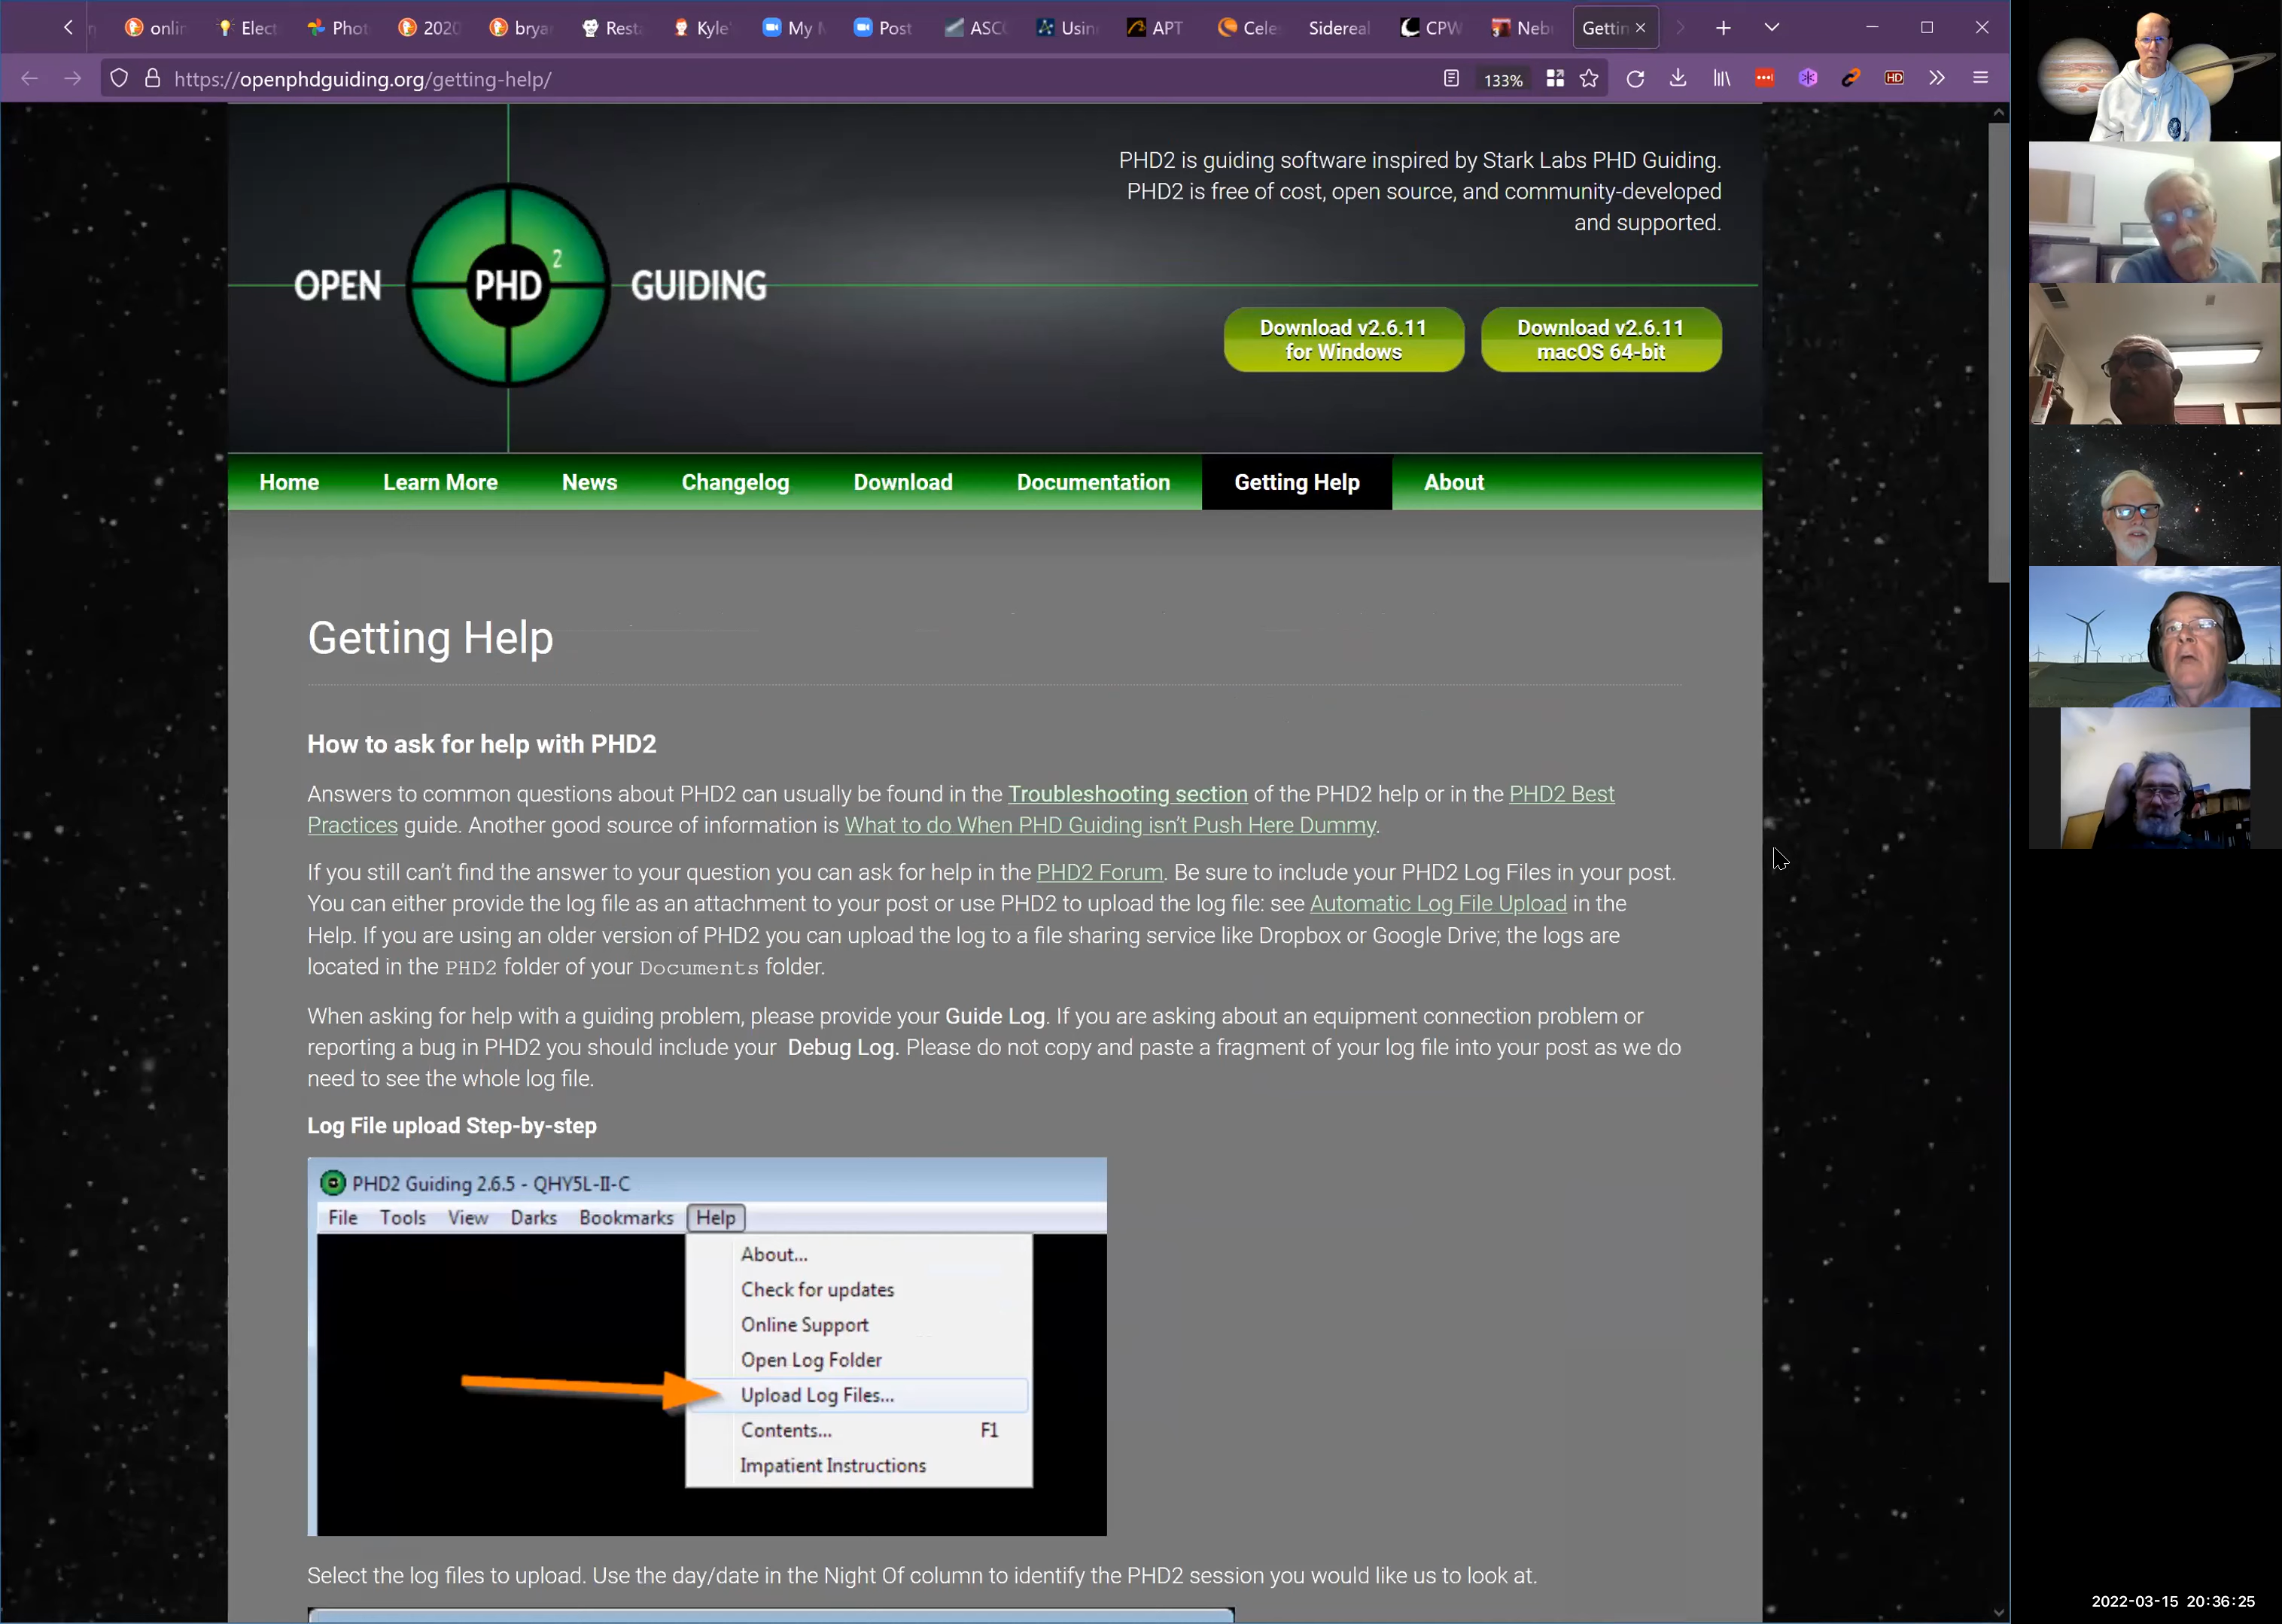 onlin
Elect
Phot
2020
brya
Rest
Kyle'
My
Post
ASC
Usin
APT
Cele
Sidereal
CPW
Neb
Gettin
https://openphdguiding.org/getting-help/
133%
HD
PHD2 is guiding software inspired by Stark Labs PHD Guiding.
PHD2 is free of cost, open source, and community-developed
and supported.
OPEN PHD 2 GUIDING
Download v2.6.11
for Windows
Download v2.6.11
macOS 64-bit
Home Learn More News Changelog Download Documentation Getting Help About
Getting Help
How to ask for help with PHD2
Answers to common questions about PHD2 can usually be found in the Troubleshooting section of the PHD2 help or in the PHD2 Best
Practices guide. Another good source of information is What to do When PHD Guiding isn't Push Here Dummy.
If you still can't find the answer to your question you can ask for help in the PHD2 Forum. Be sure to include your PHD2 Log Files in your post.
You can either provide the log file as an attachment to your post or use PHD2 to upload the log file: see Automatic Log File Upload in the
Help. If you are using an older version of PHD2 you can upload the log to a file sharing service like Dropbox or Google Drive; the logs are
located in the PHD2 folder of your Documents folder.
When asking for help with a guiding problem, please provide your Guide Log. If you are asking about an equipment connection problem or
reporting a bug in PHD2 you should include your Debug Log. Please do not copy and paste a fragment of your log file into your post as we do
need to see the whole log file.
Log File upload Step-by-step
PHD2 Guiding 2.6.5 - QHY5L-II-C
File Tools View Darks Bookmarks Help
About...
Check for updates
Online Support
Open Log Folder
Upload Log Files...
Contents... F1
Impatient Instructions
Select the log files to upload. Use the day/date in the Night Of column to identify the PHD2 session you would like us to look at.
2022-03-15 20:36:25